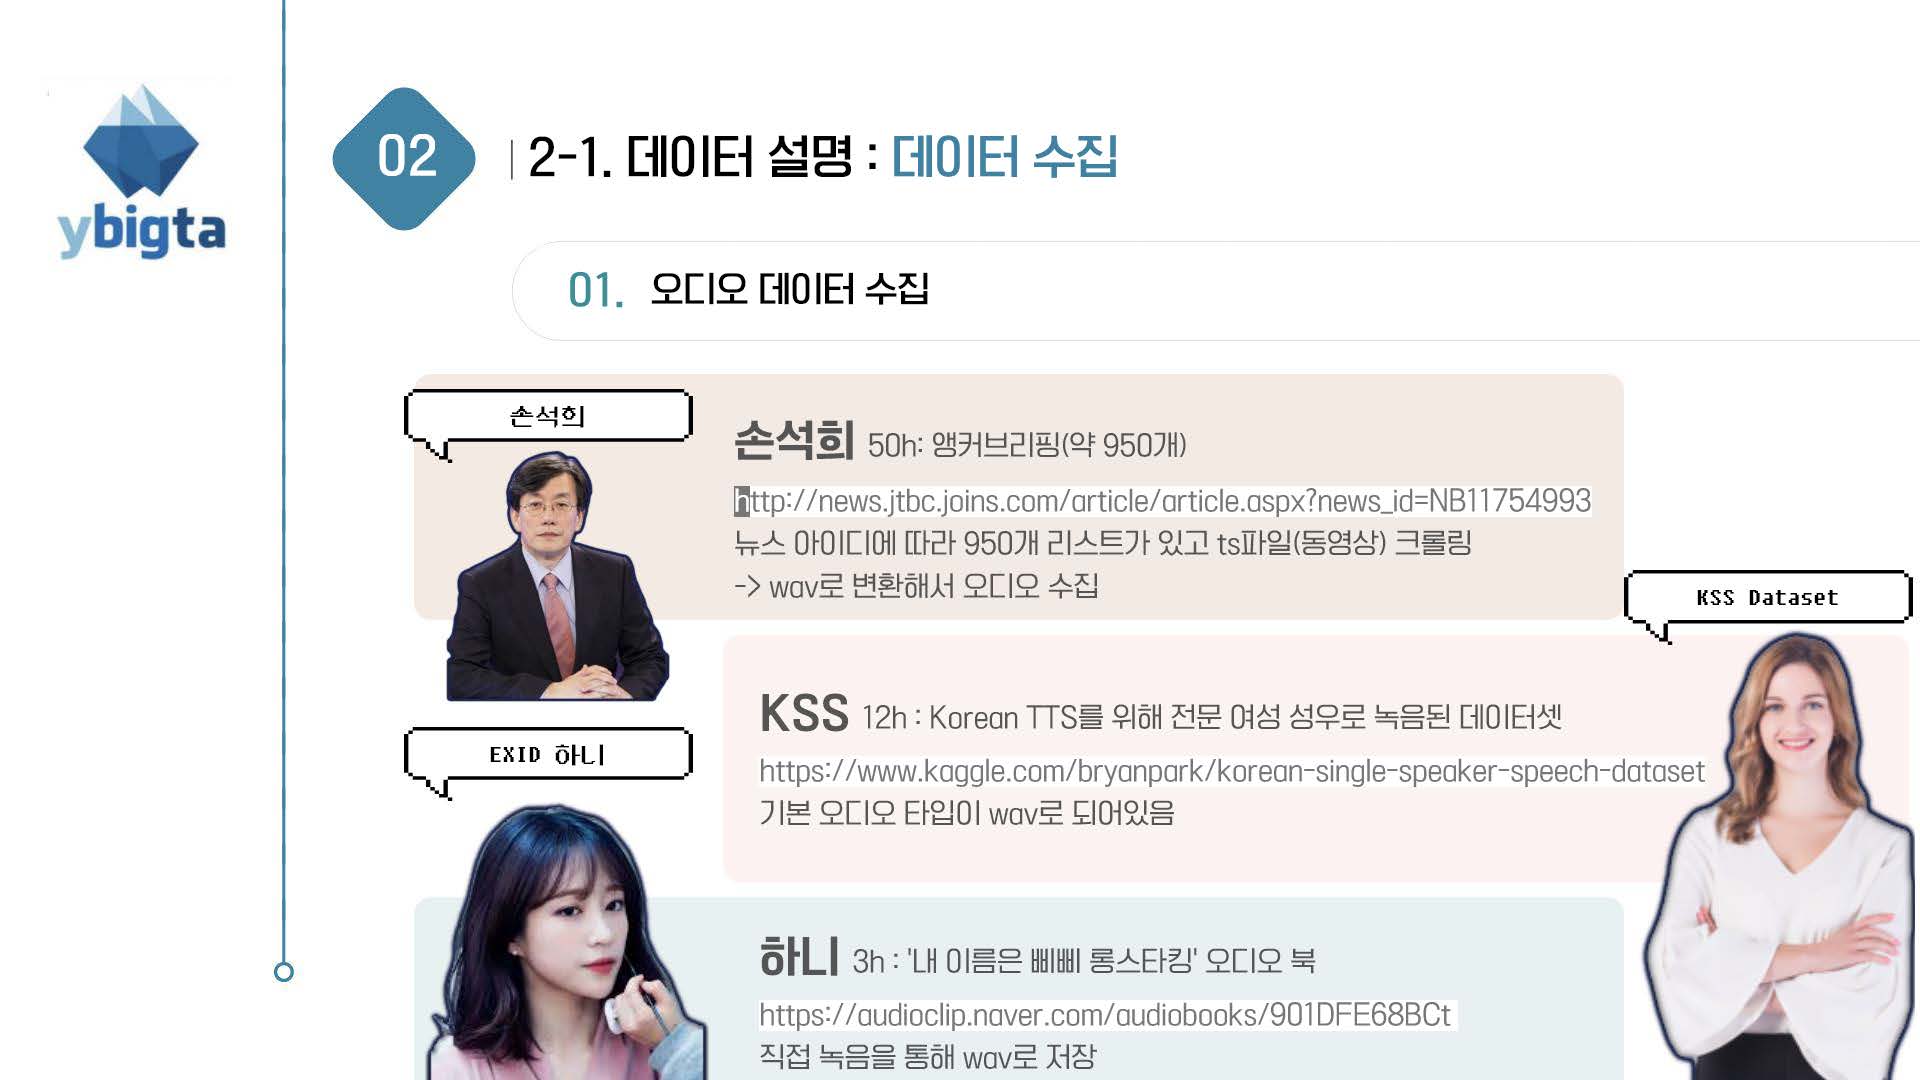 ybigta
02
2-1. 데이터 설명 : 데이터 수집
01. 오디오 데이터 수집
손석희
손석희 50h: 앵커브리핑(약 950개)
http://news.jtbc.joins.com/article/article.aspx?news_id=NB11754993
뉴스 아이디에 따라 950개 리스트가 있고 ts파일(동영상) 크롤링
-> wav로 변환해서 오디오 수집
KSS Dataset
KSS 12h : Korean TTS를 위해 전문 여성 성우로 녹음된 데이터셋
https://www.kaggle.com/bryanpark/korean-single-speaker-speech-dataset
기본 오디오 타입이 wav로 되어있음
EXID 하니
하니 3h : '내 이름은 삐삐 롱스타킹' 오디오 북
https://audioclip.naver.com/audiobooks/901DFE68BCt
직접 녹음을 통해 wav로 저장